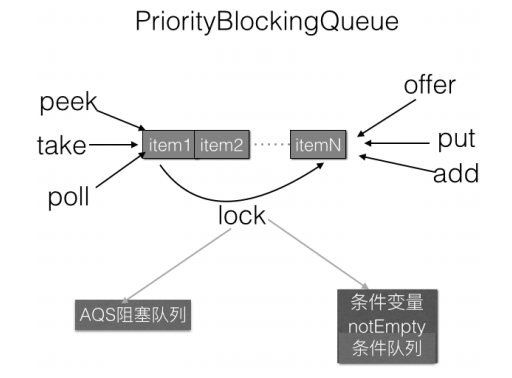 PriorityBlockingQueue
offer
peek
take
item1
item2
......
itemN
put
add
poll
lock
AQS阻塞队列
条件变量
notEmpty
条件队列